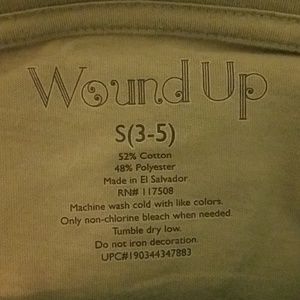 Wound Up
S(3-5)
52% Cotton
48% Polyester
Made in El Salvador
RN# 117508
Machine wash cold with like colors.
Only non-chlorine bleach when needed.
Tumble dry low.
Do not iron decoration.
UPC#190344347883